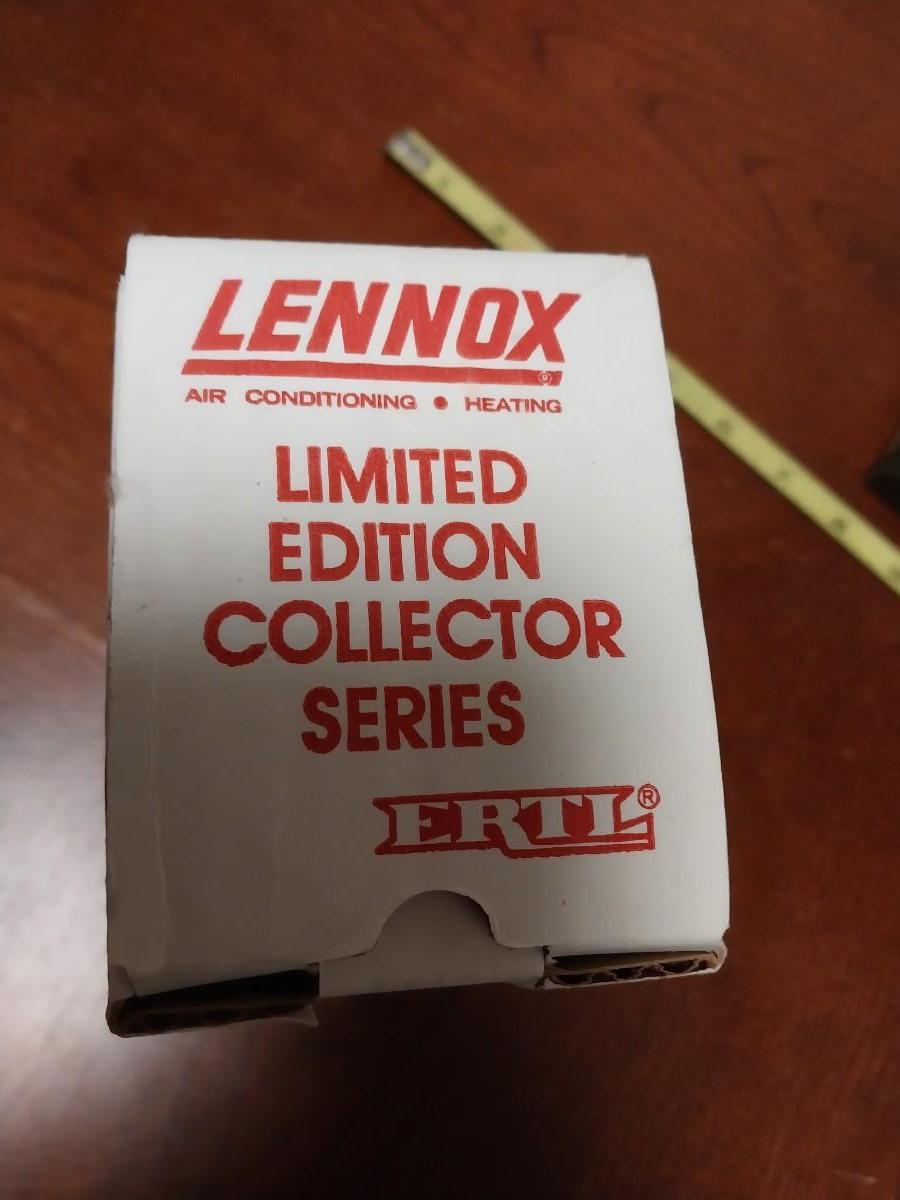 LENNOX
AIR CONDITIONING • HEATING
LIMITED
EDITION
COLLECTOR
SERIES
ERTL®